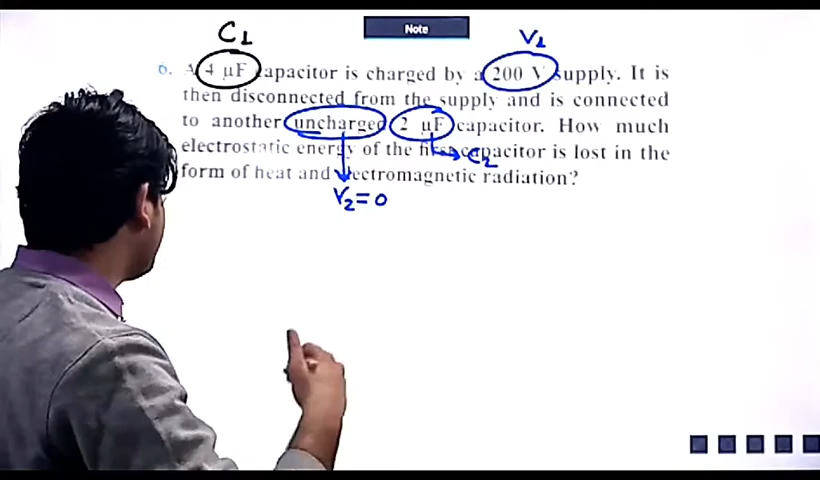 Note
C1
V1
6. A 4 μF capacitor is charged by a 200 V supply. It is
then disconnected from the supply and is connected
to another uncharged 2 μF capacitor. How much
electrostatic energy of the first capacitor is lost in the
C2
form of heat and electromagnetic radiation?
V2 = 0